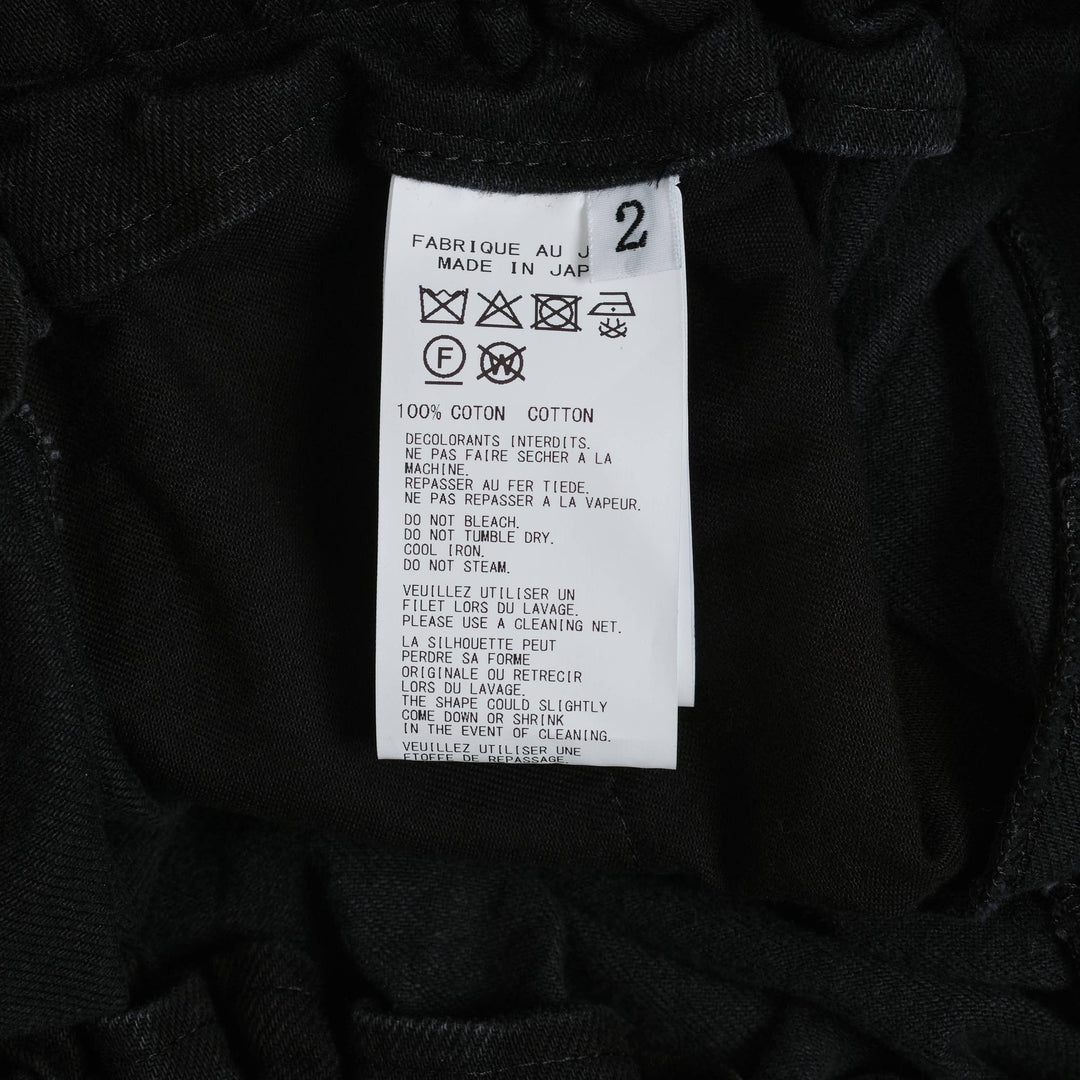 2
FABRIQUE AU J
MADE IN JAP
F
W
100% COTON COTTON
DECOLORANTS INTERDITS.
NE PAS FAIRE SECHER A LA
MACHINE.
REPASSER AU FER TIEDE.
NE PAS REPASSER A LA VAPEUR.
DO NOT BLEACH.
DO NOT TUMBLE DRY.
COOL IRON.
DO NOT STEAM.
VEUILLEZ UTILISER UN
FILET LORS DU LAVAGE.
PLEASE USE A CLEANING NET.
LA SILHOUETTE PEUT
PERDRE SA FORME
ORIGINALE OU RETRECIR
LORS DU LAVAGE.
THE SHAPE COULD SLIGHTLY
COME DOWN OR SHRINK
IN THE EVENT OF CLEANING.
VEUILLEZ UTILISER UNE
ETOFFE DE REPASSAGE.